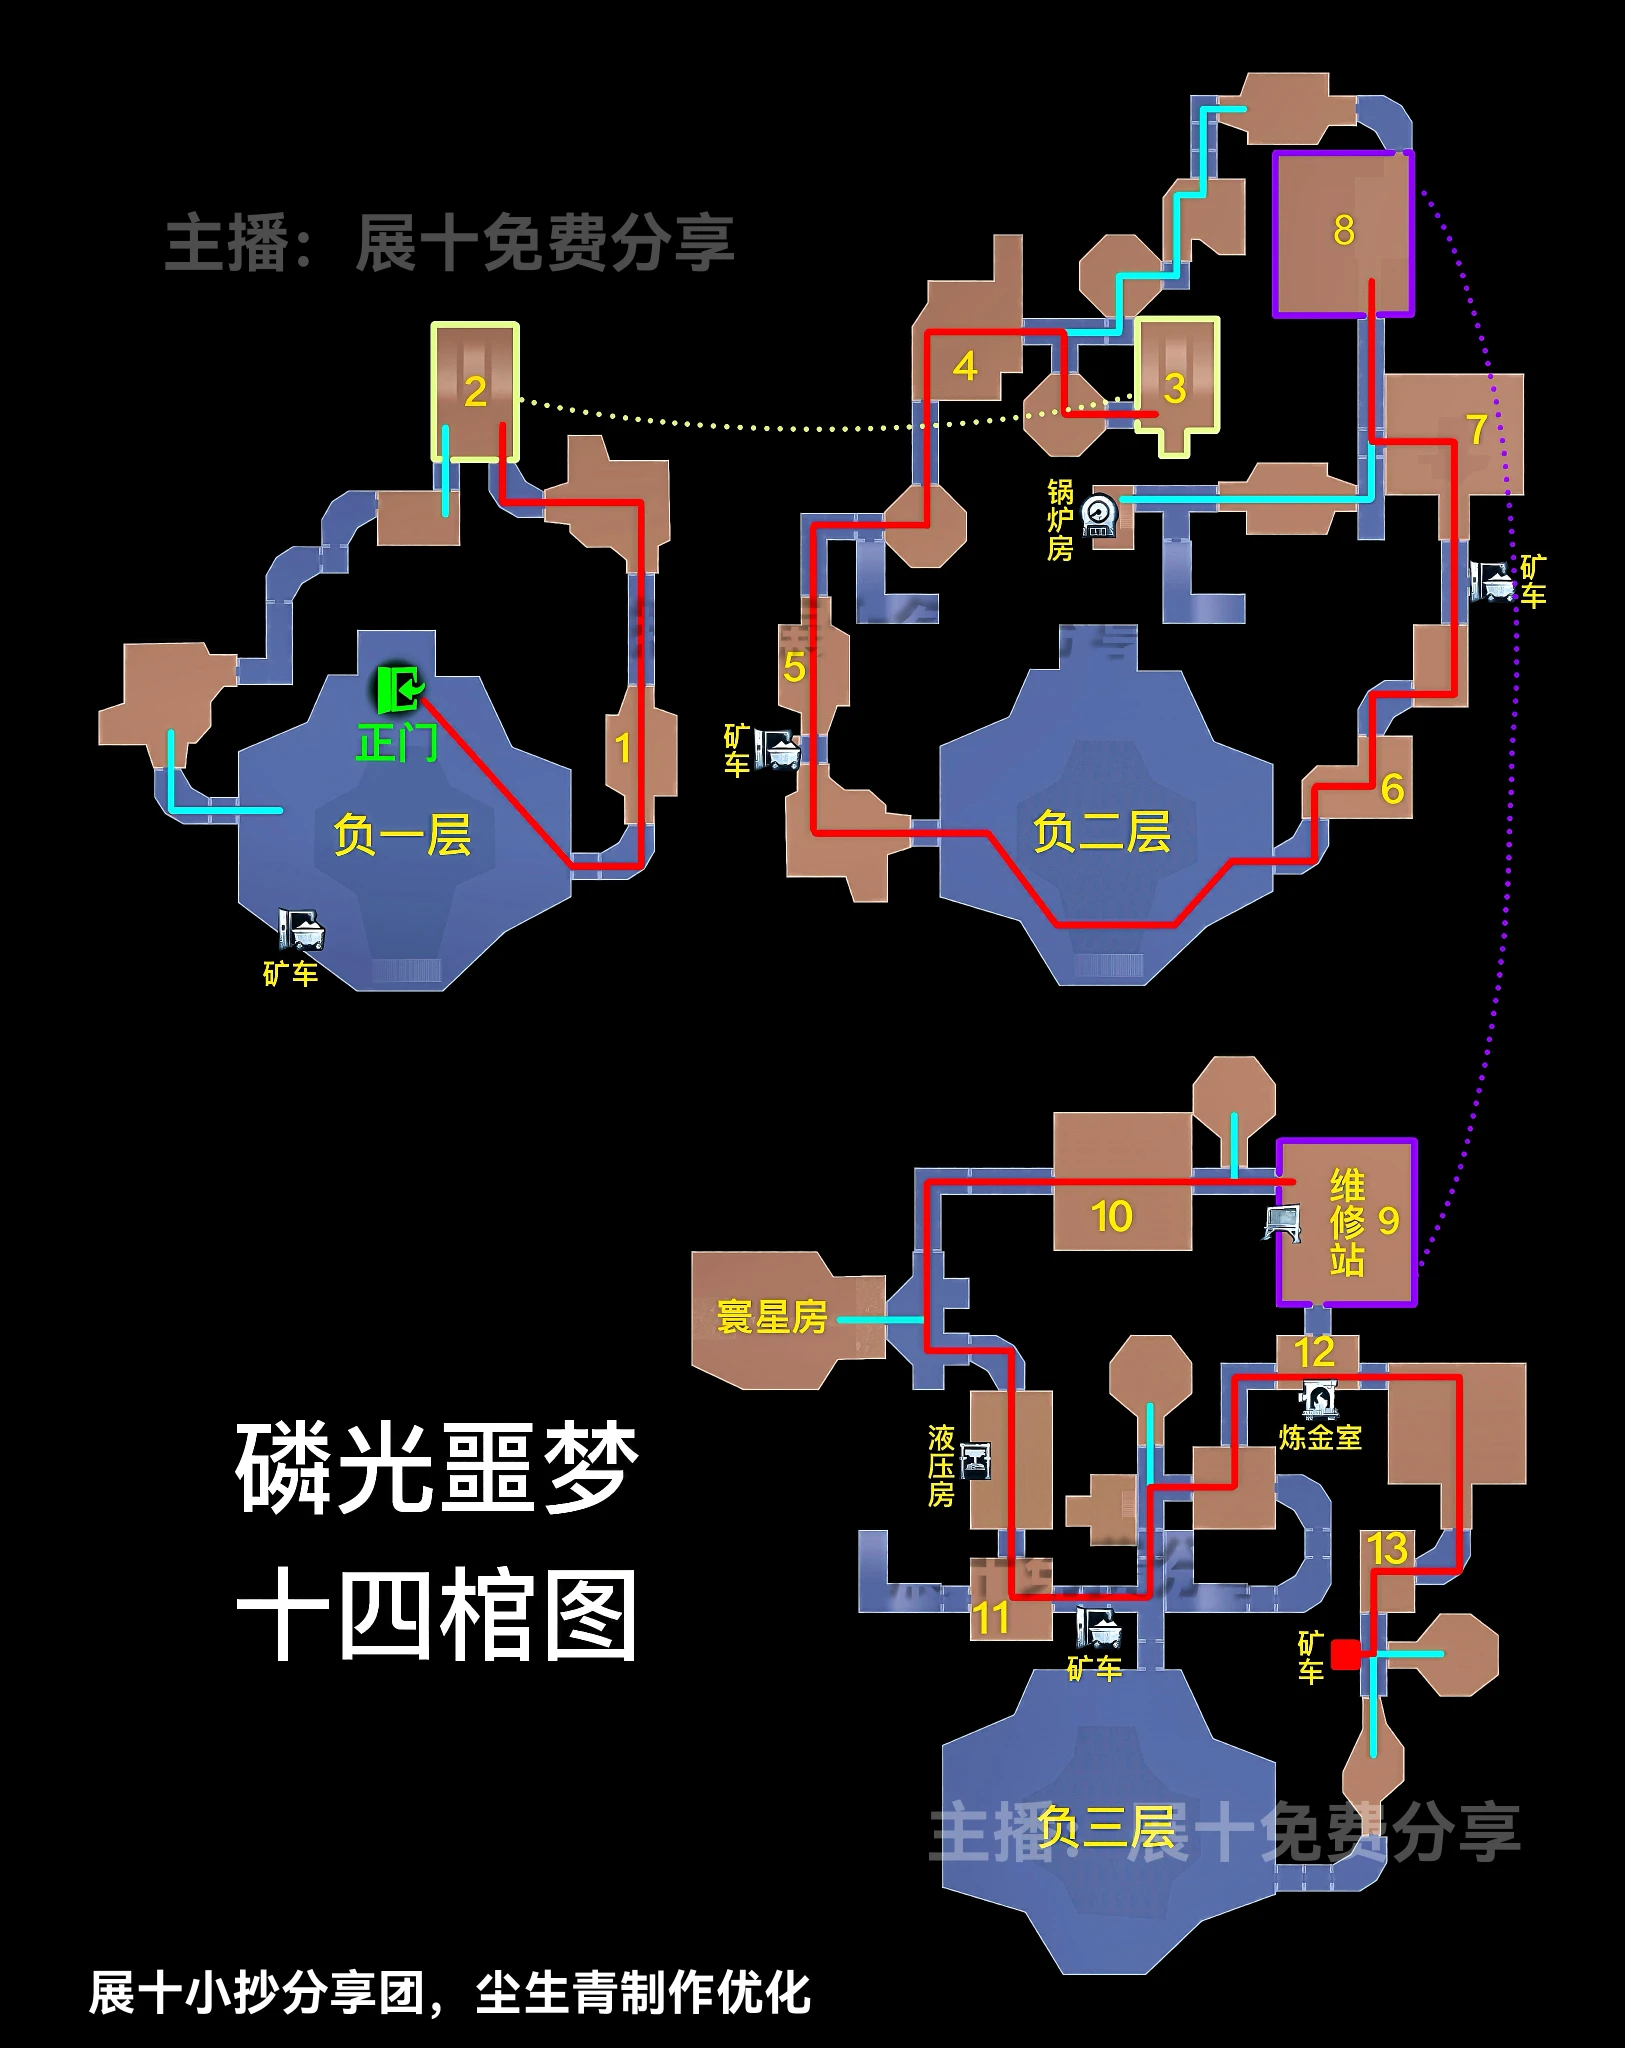 主播：展十免费分享
8
2
4
3
7
锅炉房
矿车
5
1
正门
矿车
6
负一层
负二层
矿车
维修站
9
10
寰星房
12
炼金室
液压房
磷光噩梦
十四棺图
13
11
矿车
矿车
主播：展十免费分享
负三层
展十小抄分享团，尘生青制作优化